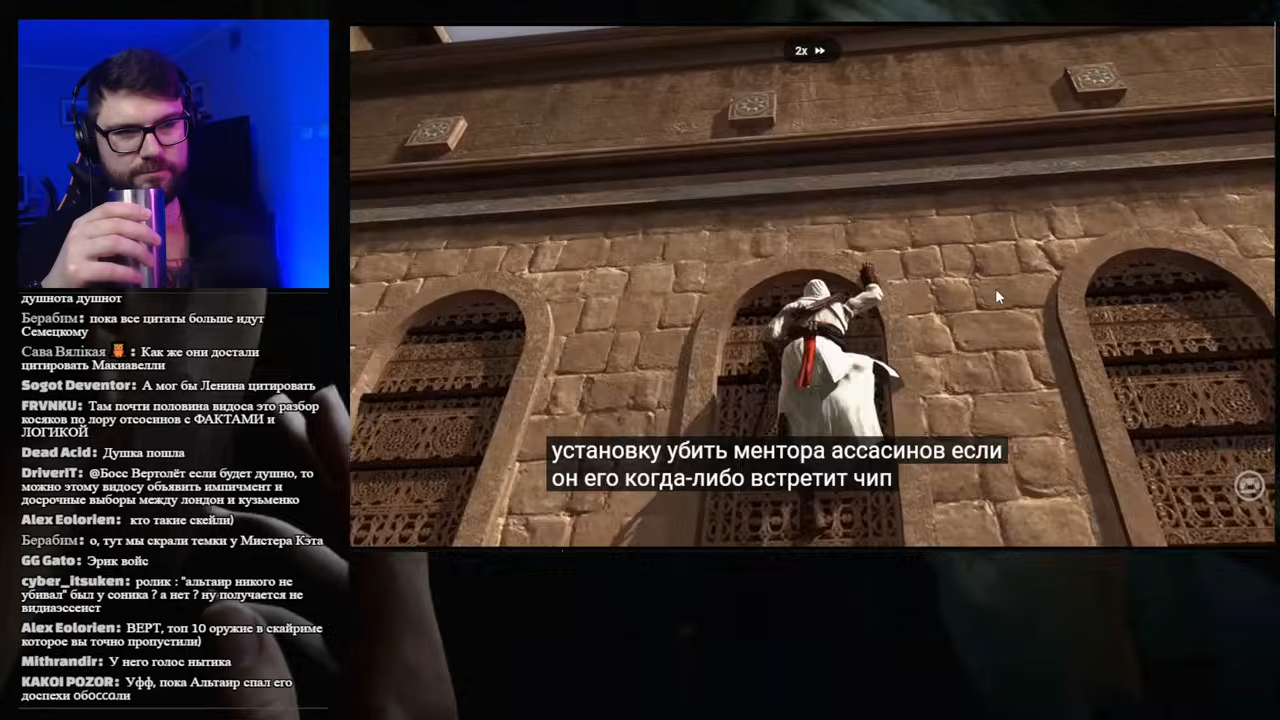 душнота душнот
Берабим: пока все цитаты больше идут
Семецкому
Сава Вялікая : Как же они достали
цитировать Макиавелли
Sogot Deventor: А мог бы Ленина цитировать
FRVNKU: Там почти половина видоса это разбор
косяков по лору отсосинов с ФАКТАМИ и
ЛОГИКОЙ
Dead Acid: Душка пошла
DriverIT: @Босс Вертолёт если будет душно, то
можно этому видосу объявить импичмент и
досрочные выборы между лондон и кузьменко
Alex Eolorien: кто такие скейли)
Берабим: о, тут мы скрали темки у Мистера Кэта
GG Gato: Эрик войс
cyber_itsuken: ролик : "альтаир никого не
убивал" был у соника ? а нет ? ну получается не
видиаэссеист
Alex Eolorien: ВЕРТ, топ 10 оружие в скайриме
которое вы точно пропустили)
Mithrandir: У него голос нытика
KAKOI POZOR: Уфф, пока Альтаир спал его
доспехи обоссали
2x
установку убить ментора ассасинов если
он его когда-либо встретит чип